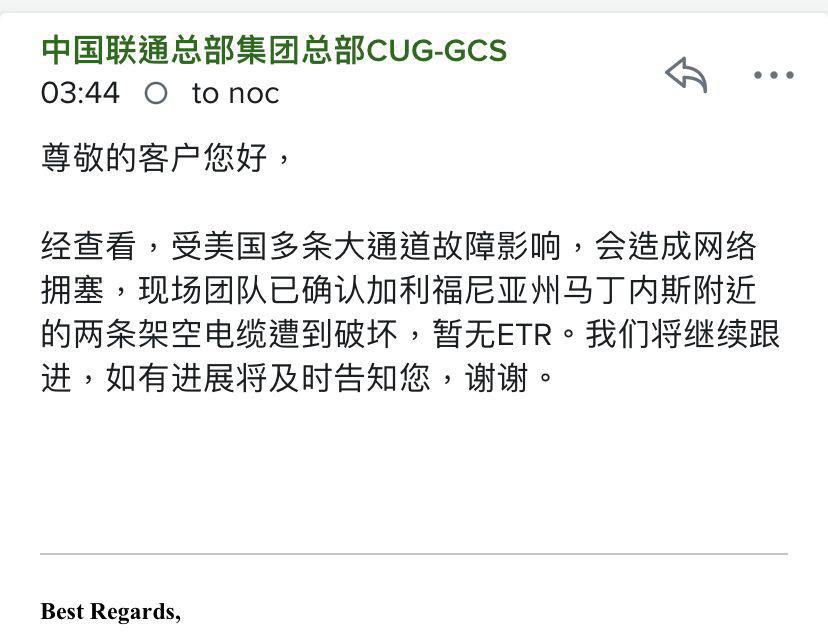 中国联通总部集团总部CUG-GCS
03:44 to noc
尊敬的客户您好，
经查看，受美国多条大通道故障影响，会造成网络
拥塞，现场团队已确认加利福尼亚州马丁内斯附近
的两条架空电缆遭到破坏，暂无ETR。我们将继续跟
进，如有进展将及时告知您，谢谢。
Best Regards,